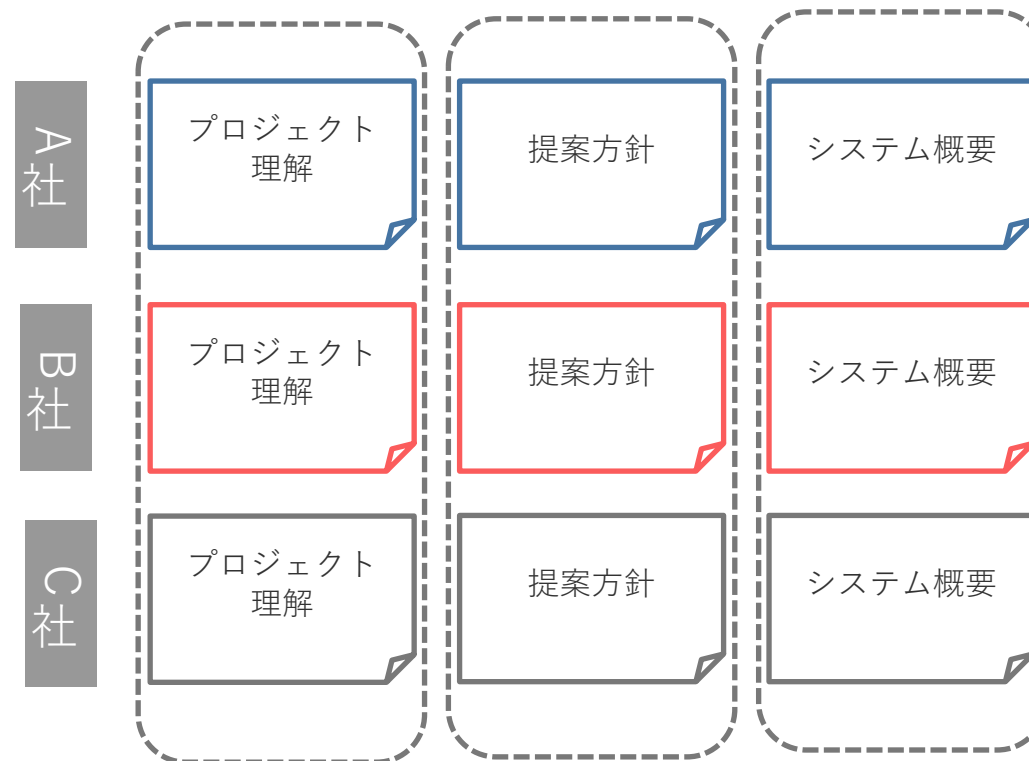 A社
プロジェクト
理解
提案方針
システム概要
B社
プロジェクト
理解
提案方針
システム概要
C社
プロジェクト
理解
提案方針
システム概要